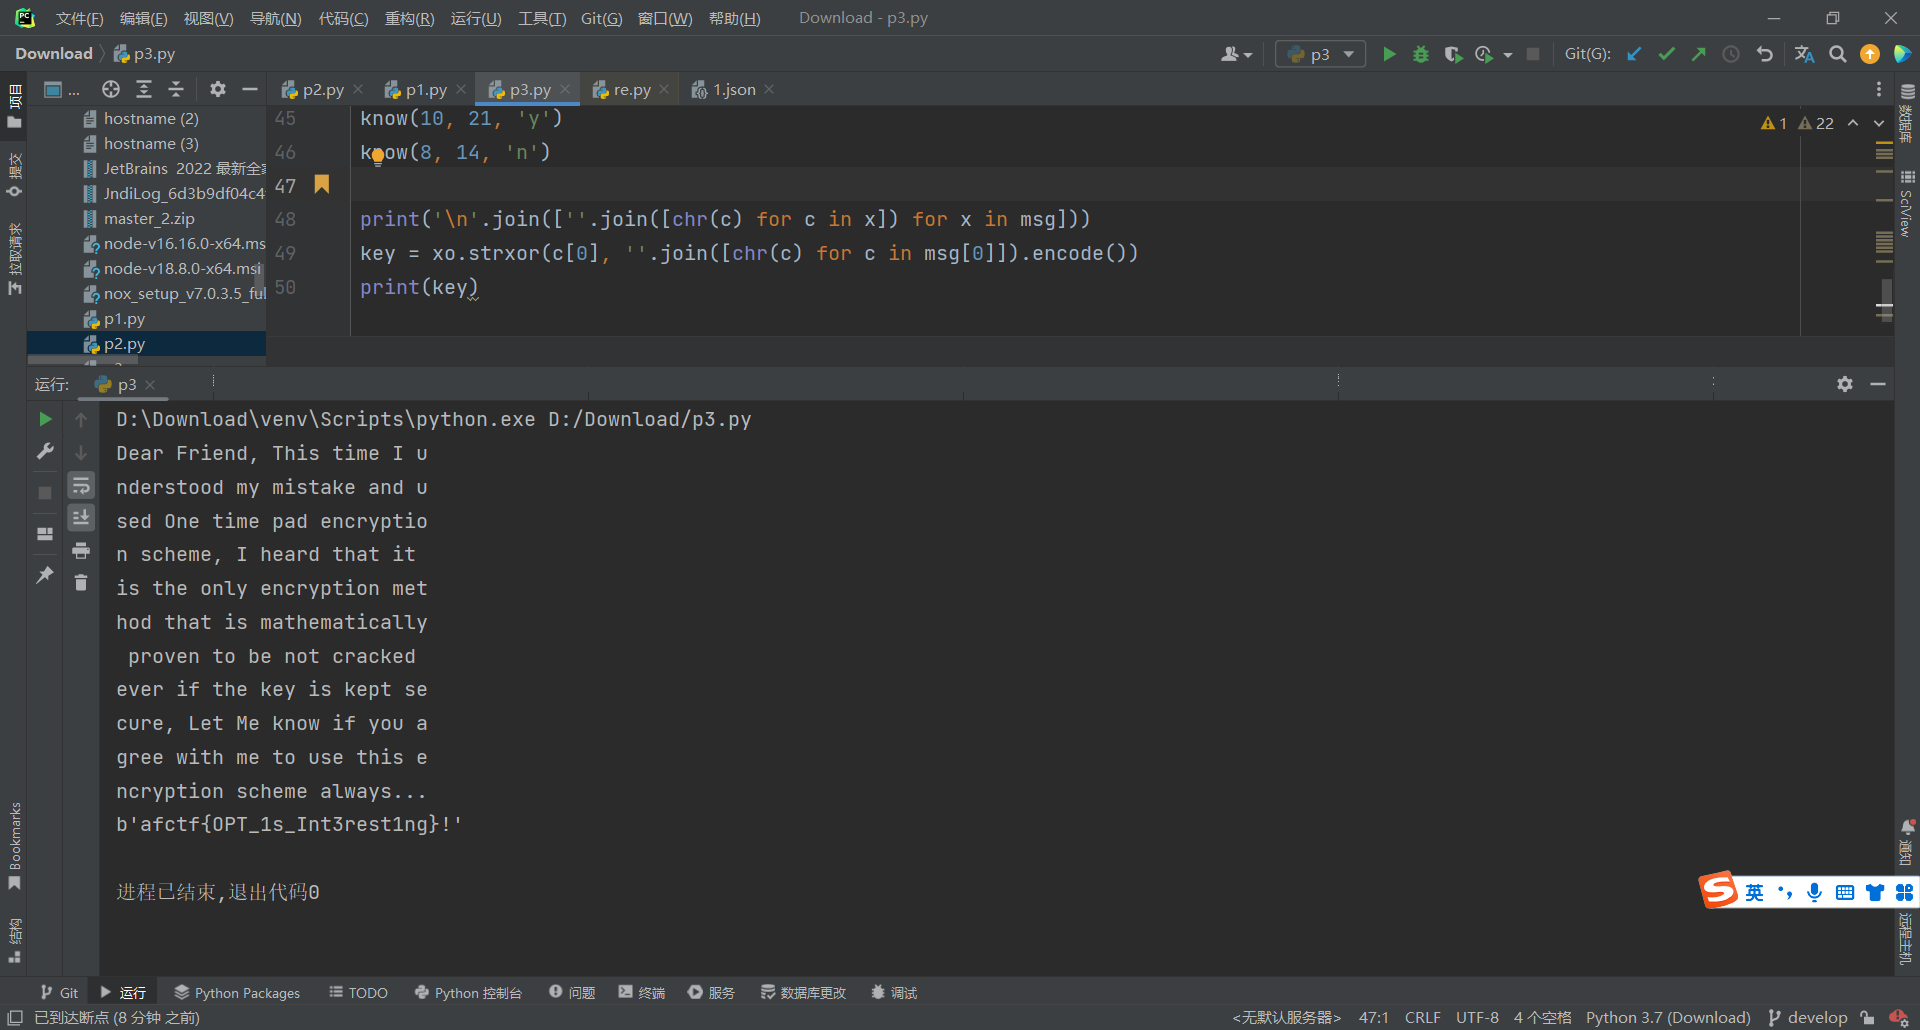 文件(F) 编辑(E) 视图(V) 导航(N) 代码(C) 重构(R) 运行(U) 工具(T) Git(G) 窗口(W) 帮助(H) Download - p3.py
Download p3.py
p3 Git(G):
项目
提交
拉取请求
Bookmarks
结构
...
p2.py p1.py p3.py re.py 1.json
hostname (2)
hostname (3)
JetBrains 2022 最新全
JndiLog_6d3b9df04c4
master_2.zip
node-v16.16.0-x64.ms
node-v18.8.0-x64.msi
nox_setup_v7.0.3.5_ful
p1.py
p2.py
45 know(10, 21, 'y')
46 know(8, 14, 'n')
47
48 print('\n'.join([''.join([chr(c) for c in x]) for x in msg]))
49 key = xo.strxor(c[0], ''.join([chr(c) for c in msg[0]]).encode())
50 print(key)
1 22
数据库
SciView
通知
远程主机
运行: p3
D:\Download\venv\Scripts\python.exe D:/Download/p3.py
Dear Friend, This time I u
nderstood my mistake and u
sed One time pad encryptio
n scheme, I heard that it
is the only encryption met
hod that is mathematically
 proven to be not cracked
ever if the key is kept se
cure, Let Me know if you a
gree with me to use this e
ncryption scheme always...
b'afctf{OPT_1s_Int3rest1ng}!'
进程已结束,退出代码0
英
Git 运行 Python Packages TODO Python 控制台 问题 终端 服务 数据库更改 调试
已到达断点 (8 分钟 之前) <无默认服务器> 47:1 CRLF UTF-8 4 个空格 Python 3.7 (Download) develop